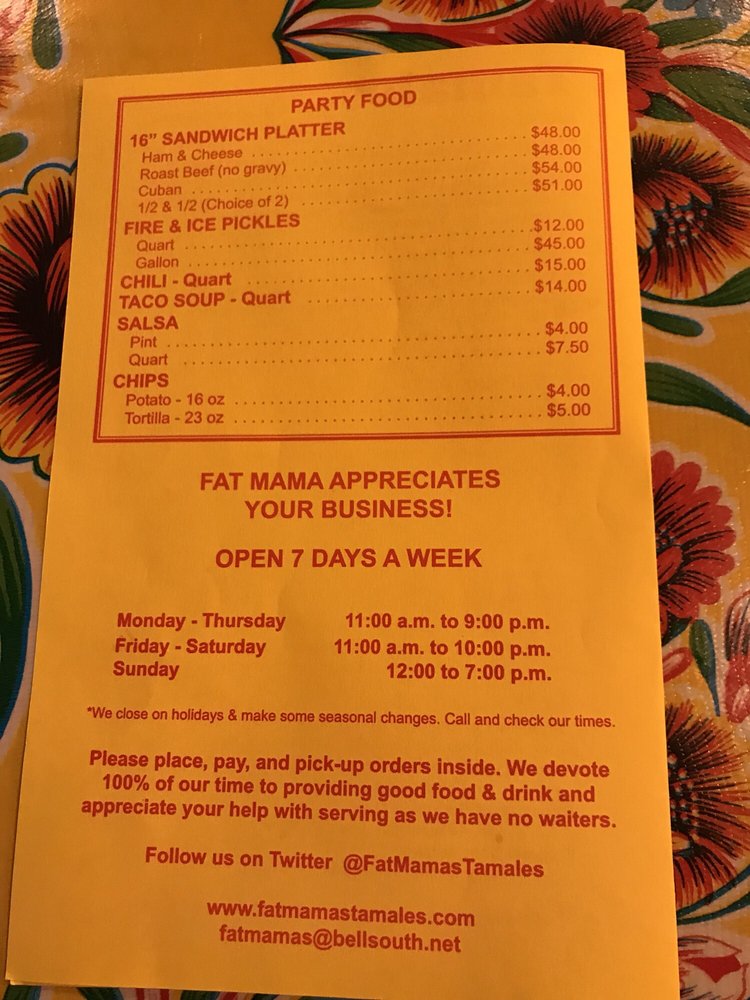 PARTY FOOD
16” SANDWICH PLATTER
Ham & Cheese . . . . . . . . . . . . . . . . . . . . . . . . . . . . . . $48.00
Roast Beef (no gravy) . . . . . . . . . . . . . . . . . . . . . . . . . $48.00
Cuban . . . . . . . . . . . . . . . . . . . . . . . . . . . . . . . . . . . $54.00
1/2 & 1/2 (Choice of 2) . . . . . . . . . . . . . . . . . . . . . . . . $51.00
FIRE & ICE PICKLES
Quart . . . . . . . . . . . . . . . . . . . . . . . . . . . . . . . . . . . $12.00
Gallon . . . . . . . . . . . . . . . . . . . . . . . . . . . . . . . . . . $45.00
CHILI - Quart . . . . . . . . . . . . . . . . . . . . . . . . . . . . . $15.00
TACO SOUP - Quart . . . . . . . . . . . . . . . . . . . . . . . . $14.00
SALSA
Pint . . . . . . . . . . . . . . . . . . . . . . . . . . . . . . . . . . . . $4.00
Quart . . . . . . . . . . . . . . . . . . . . . . . . . . . . . . . . . . . $7.50
CHIPS
Potato - 16 oz . . . . . . . . . . . . . . . . . . . . . . . . . . . . . $4.00
Tortilla - 23 oz . . . . . . . . . . . . . . . . . . . . . . . . . . . . . $5.00
FAT MAMA APPRECIATES
YOUR BUSINESS!
OPEN 7 DAYS A WEEK
Monday - Thursday 11:00 a.m. to 9:00 p.m.
Friday - Saturday 11:00 a.m. to 10:00 p.m.
Sunday 12:00 to 7:00 p.m.
*We close on holidays & make some seasonal changes. Call and check our times.
Please place, pay, and pick-up orders inside. We devote
100% of our time to providing good food & drink and
appreciate your help with serving as we have no waiters.
Follow us on Twitter @FatMamasTamales
www.fatmamastamales.com
fatmamas@bellsouth.net